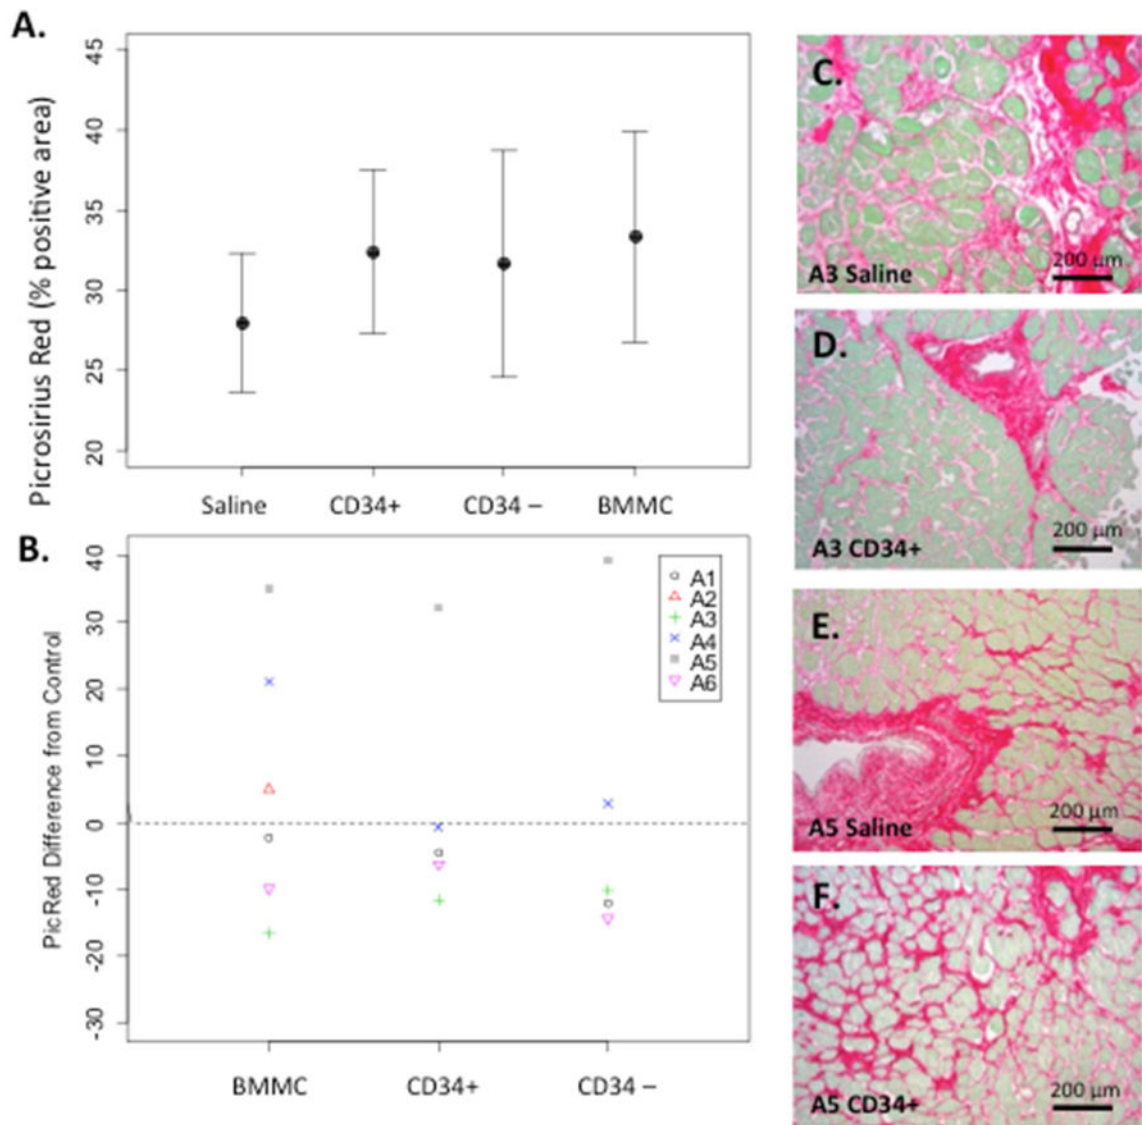 A.
Picrosirius Red (% positive area)
45
40
35
30
25
20
Saline
CD34+
CD34 –
BMMC
B.
PicRed Difference from Control
40
30
20
10
0
-10
-20
-30
A1
A2
A3
A4
A5
A6
BMMC
CD34+
CD34 –
C.
200 µm
A3 Saline
D.
200 µm
A3 CD34+
E.
200 µm
A5 Saline
F.
200 µm
A5 CD34+